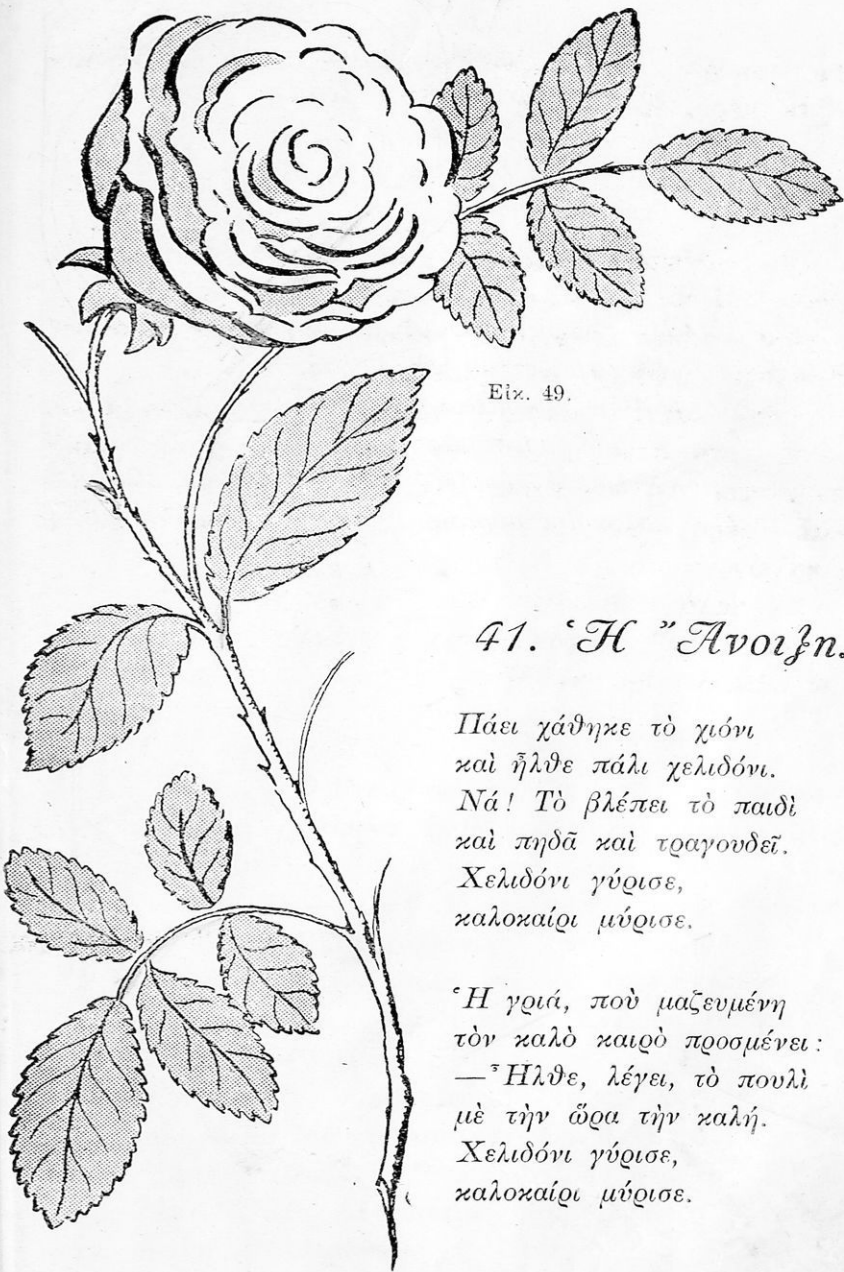 Εἰκ. 49.
41. Ἡ Ἄνοιξη.
Πάει χάθηκε τὸ χιόνι
καὶ ἦλθε πάλι χελιδόνι.
Νά! Τὸ βλέπει τὸ παιδὶ
καὶ πηδᾶ καὶ τραγουδεῖ.
Χελιδόνι γύρισε,
καλοκαίρι μύρισε.
Ἡ γριά, ποὺ μαζευμένη
τὸν καλὸ καιρὸ προσμένει:
—Ἦλθε, λέγει, τὸ πουλὶ
μὲ τὴν ὥρα τὴν καλή.
Χελιδόνι γύρισε,
καλοκαίρι μύρισε.